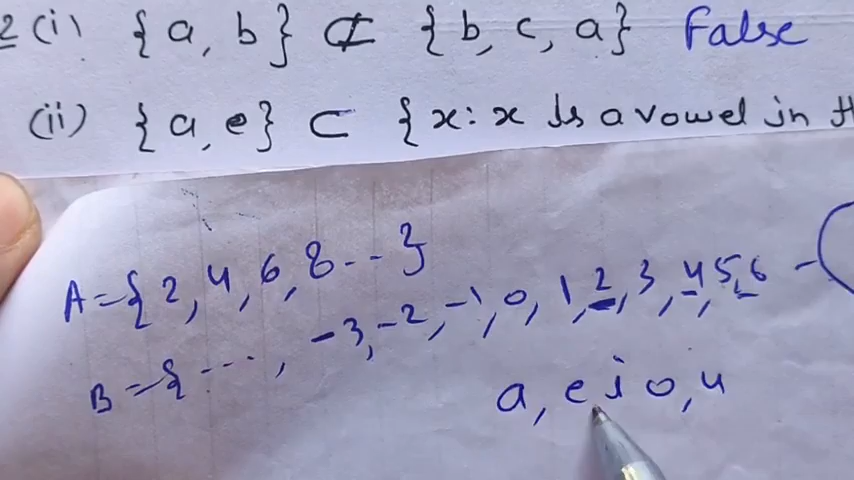 2 (i) {a, b} ⊄ {b, c, a} False
(ii) {a, e} ⊂ {x : x is a vowel in
A = {2, 4, 6, 8 -- }
B = { ---, -3, -2, -1, 0, 1, 2, 3, 4, 5, 6 -
a, e i o, u